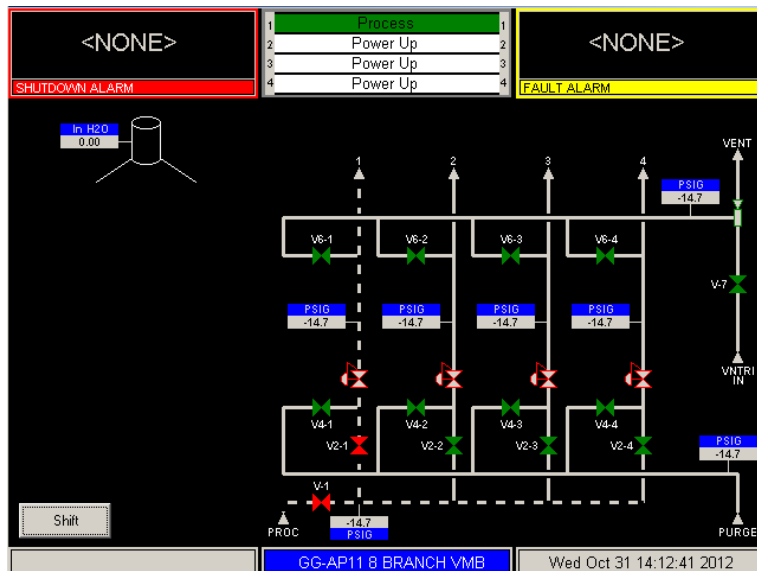 <NONE>
SHUTDOWN ALARM
1 Process 1
2 Power Up 2
3 Power Up 3
4 Power Up 4
<NONE>
FAULT ALARM
In H2O
0.00
VENT
1 2 3 4
PSIG
-14.7
V6-1 V6-2 V6-3 V6-4
V-7
PSIG PSIG PSIG PSIG
-14.7 -14.7 -14.7 -14.7
VNTRI
IN
V4-1 V4-2 V4-3 V4-4
V2-1 V2-2 V2-3 V2-4
PSIG
-14.7
V-1
Shift
PROC
-14.7
PSIG
PURGE
GG-AP11 8 BRANCH VMB
Wed Oct 31 14:12:41 2012